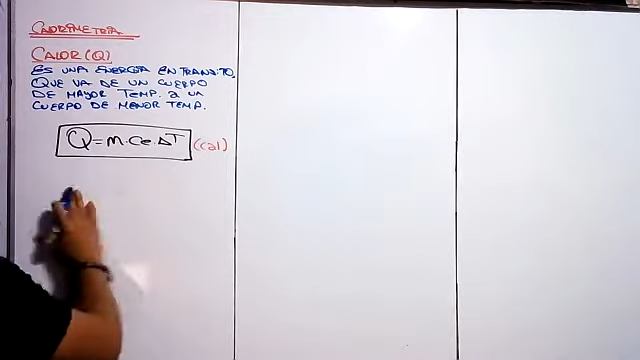 CALORIMETRIA
CALOR (Q)
ES UNA ENERGIA EN TRANSITO,
QUE VA DE UN CUERPO
DE MAYOR TEMP. a UN
CUERPO DE MENOR TEMP.
Q = m.Ce.ΔT (cal)